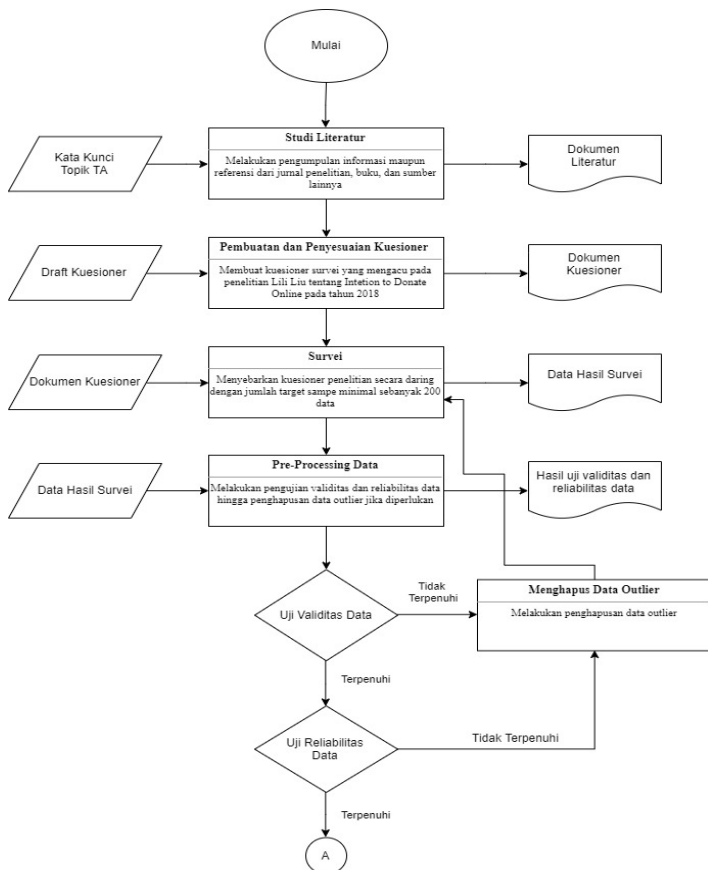 Mulai
Kata Kunci
Topik TA
Studi Literatur
Melakukan pengumpulan informasi maupun
referensi dari jurnal penelitian, buku, dan sumber
lainnya
Dokumen
Literatur
Draft Kuesioner
Pembuatan dan Penyesuaian Kuesioner
Membuat kuesioner survei yang mengacu pada
penelitian Lili Liu tentang Intetion to Donate
Online pada tahun 2018
Dokumen
Kuesioner
Dokumen Kuesioner
Survei
Menyebarkan kuesioner penelitian secara daring
dengan jumlah target sampe minimal sebanyak 200
data
Data Hasil Survei
Data Hasil Survei
Pre-Processing Data
Melakukan pengujian validitas dan reliabilitas data
hingga penghapusan data outlier jika diperlukan
Hasil uji validitas dan
reliabilitas data
Uji Validitas Data
Tidak
Terpenuhi
Menghapus Data Outlier
Melakukan penghapusan data outlier
Terpenuhi
Uji Reliabilitas
Data
Tidak Terpenuhi
Terpenuhi
A